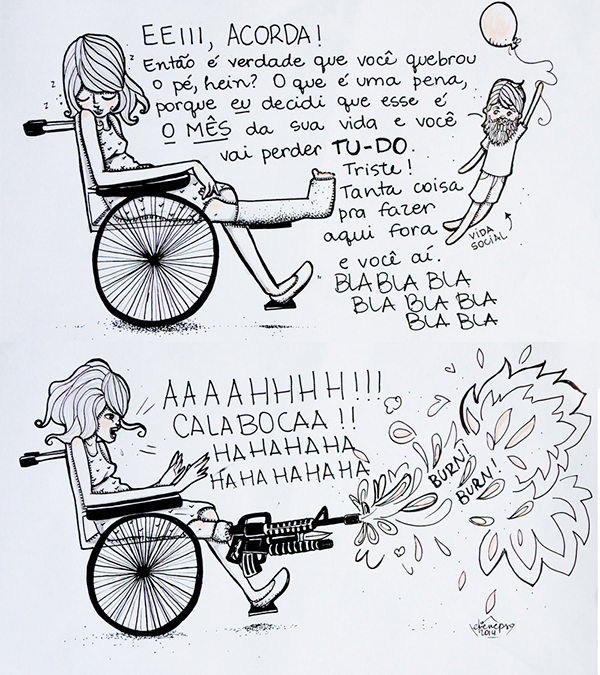 EEIII, ACORDA!
Então é verdade que você quebrou
o pé, hein? O que é uma pena,
porque eu decidi que esse é
O MÊS da sua vida e você
vai perder TU-DO.
Triste!
Tanta coisa
pra fazer
aqui fora
e você aí.
BLA BLA BLA
BLA BLA BLA
BLA BLA
VIDA
SOCIAL
z z z
z z
AAAAHHHH!!!
CALABOCAA!!
HAHAHAHA
HAHAHAHAHA
BURN!
BURN!
2014